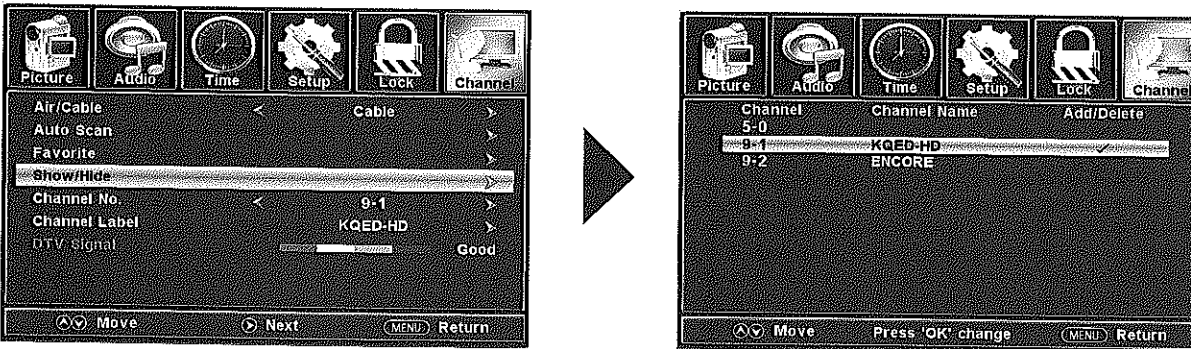 Picture Audio Time Setup Lock Channel
Air/Cable Cable
Auto Scan
Favorite
Show/Hide
Channel No. 9-1
Channel Label KQED-HD
DTV Signal Good
Move Next MENU Return
Picture Audio Time Setup Lock Channel
Channel Channel Name Add/Delete
5-0
9-1 KQED-HD
9-2 ENCORE
Move Press 'OK' change MENU Return